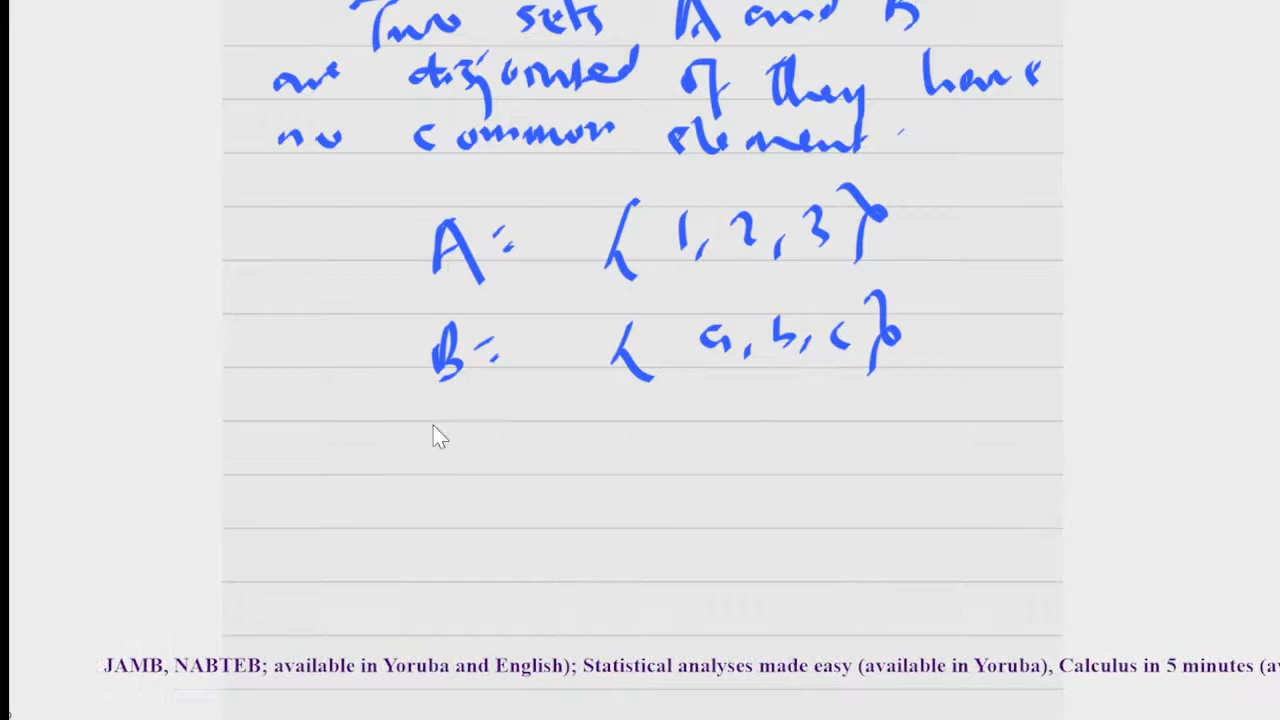 Two sets A and B
are disjointed if they have
no common element.
A = { 1, 2, 3 }
B = { a, b, c }
JAMB, NABTEB; available in Yoruba and English); Statistical analyses made easy (available in Yoruba), Calculus in 5 minutes (av